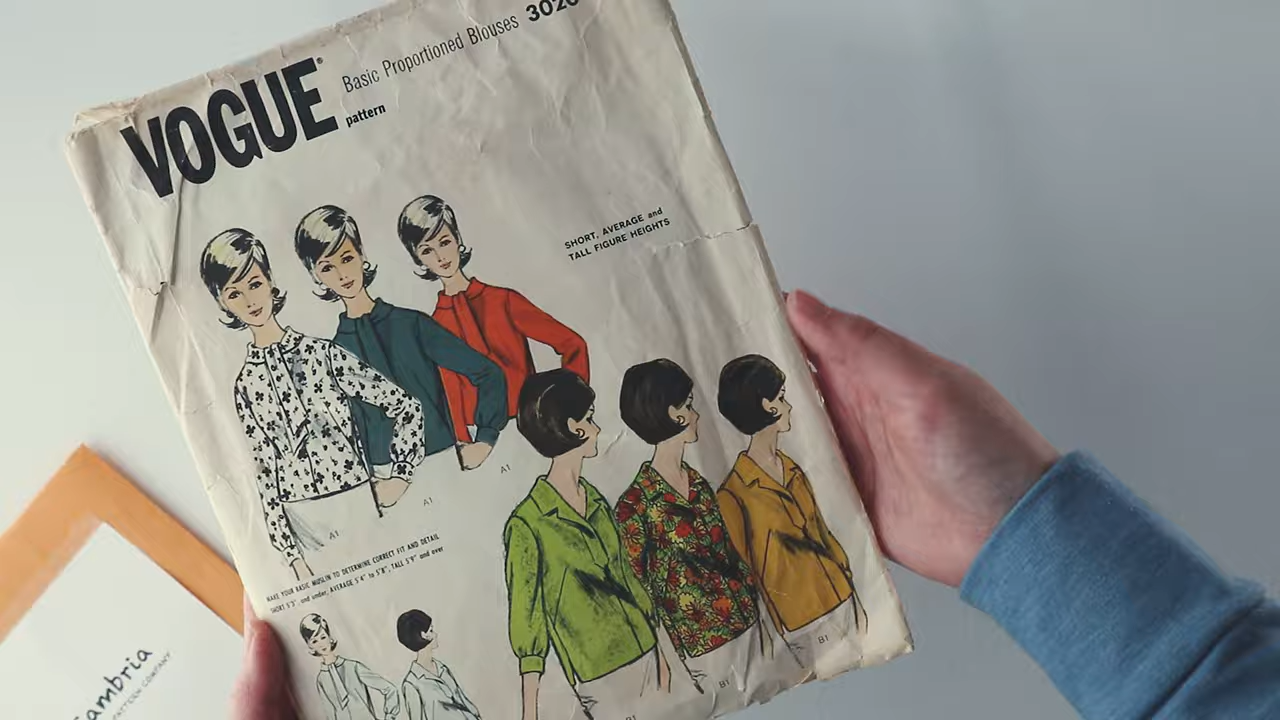 Basic Proportioned Blouses
VOGUE®
pattern
SHORT, AVERAGE and
TALL FIGURE HEIGHTS
A1
A1
A1
MAKE YOUR BASIC MUSLIN TO DETERMINE CORRECT FIT AND DETAIL
SHORT 5'3" and under, AVERAGE 5'4" to 5'8", TALL 5'9" and over
B1
B1
B1
PATTERN COMPANY